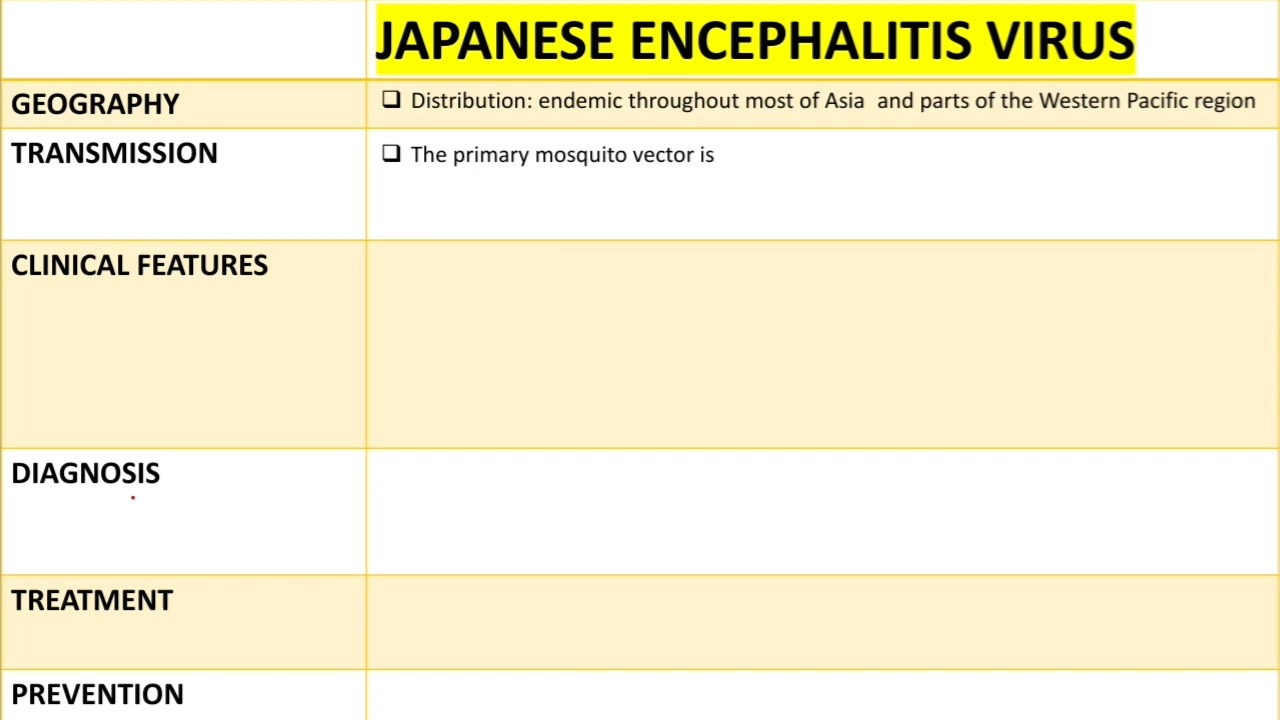 JAPANESE ENCEPHALITIS VIRUS
GEOGRAPHY
❑ Distribution: endemic throughout most of Asia  and parts of the Western Pacific region
TRANSMISSION
❑ The primary mosquito vector is
CLINICAL FEATURES
DIAGNOSIS
TREATMENT
PREVENTION